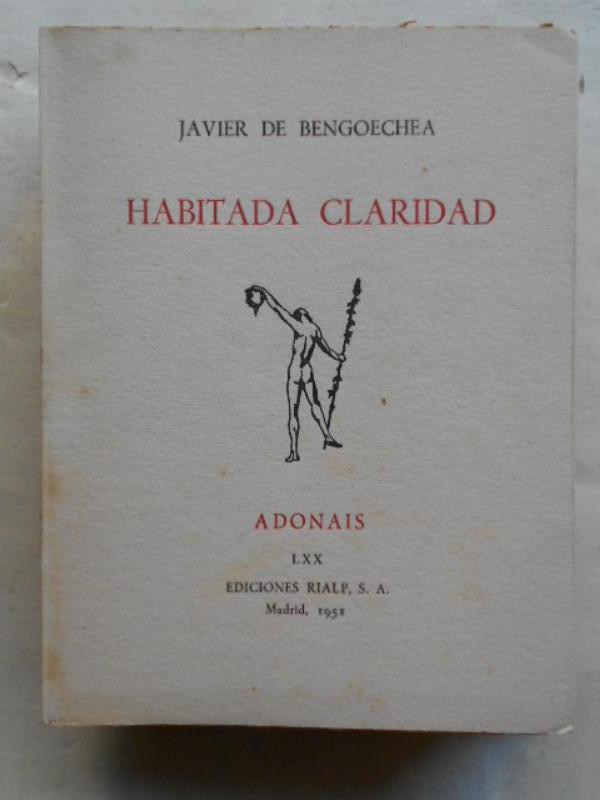 JAVIER DE BENGOECHEA
HABITADA CLARIDAD
ADONAIS
LXX
EDICIONES RIALP, S. A.
Madrid, 1951